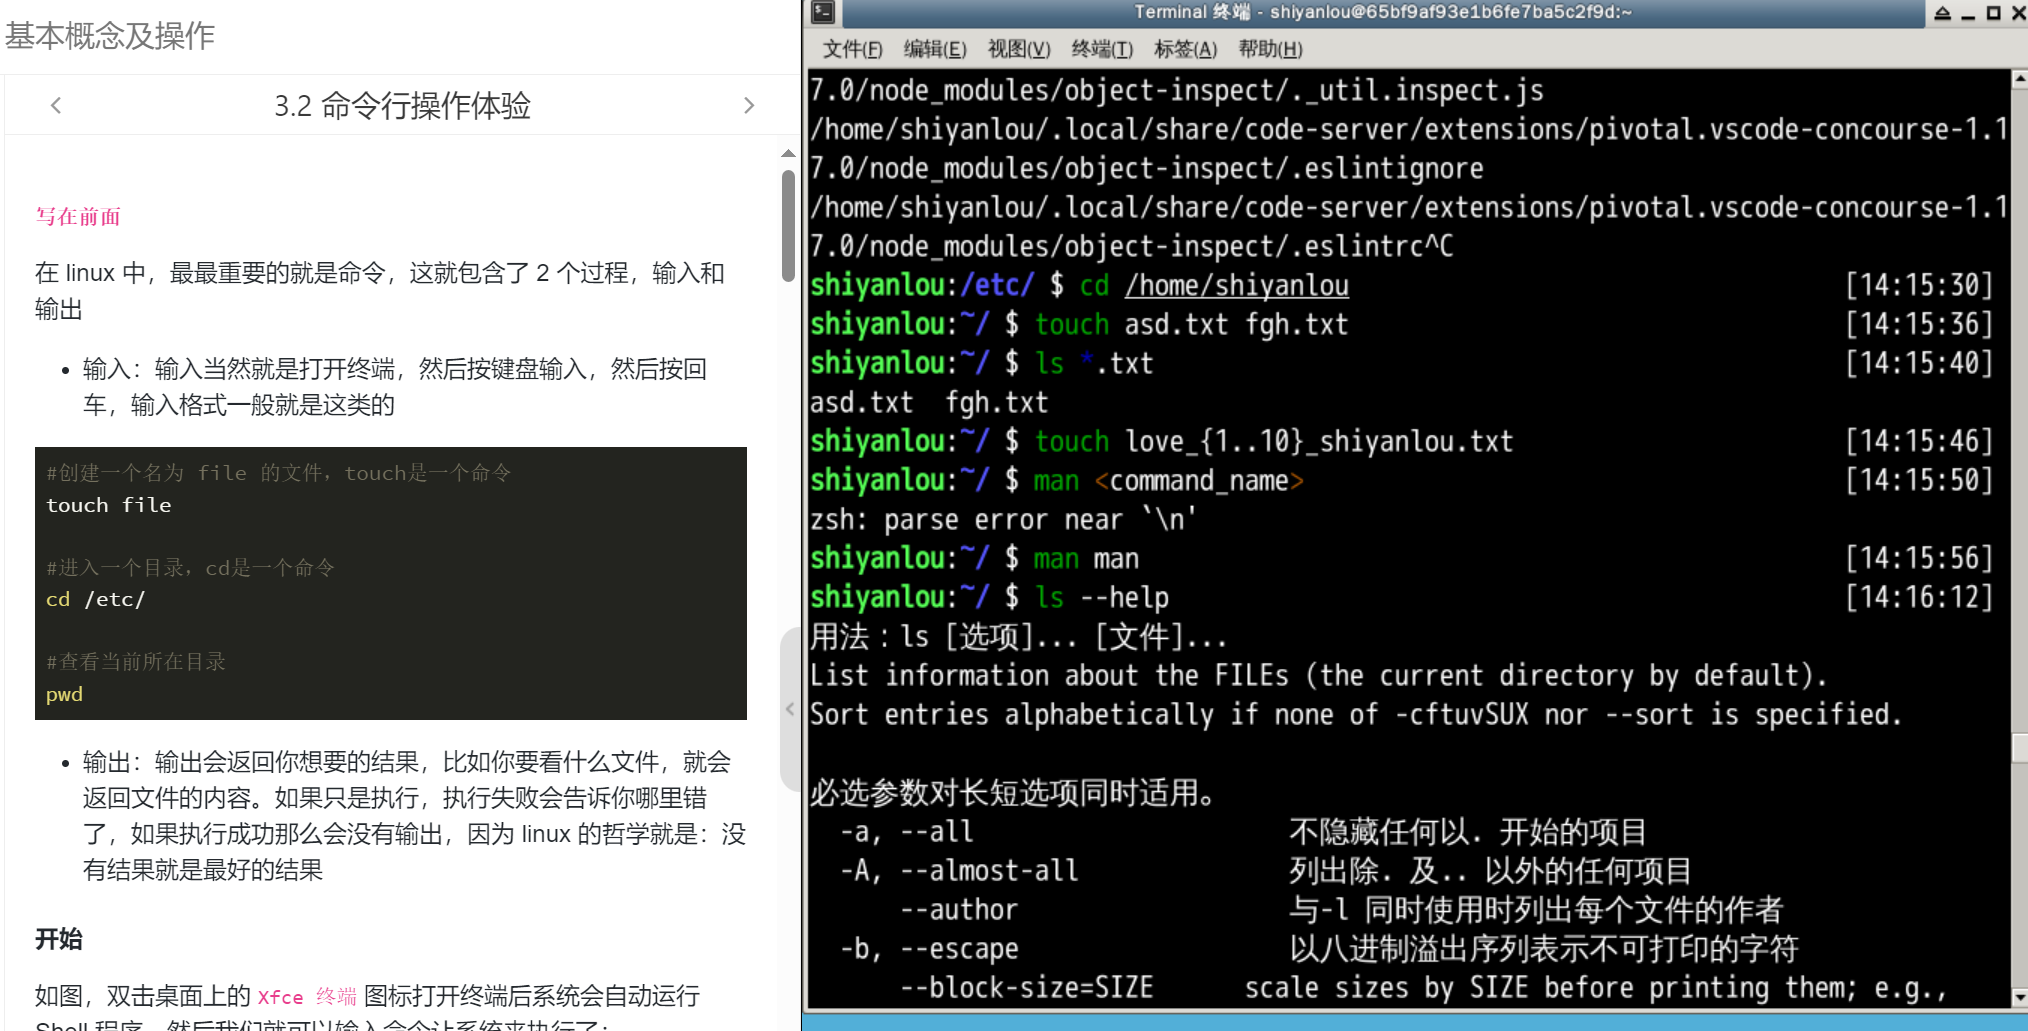 基本概念及操作
3.2 命令行操作体验
写在前面
在 linux 中，最最重要的就是命令，这就包含了 2 个过程，输入和
输出
• 输入：输入当然就是打开终端，然后按键盘输入，然后按回
车，输入格式一般就是这类的
#创建一个名为 file 的文件，touch是一个命令
touch file
#进入一个目录，cd是一个命令
cd /etc/
#查看当前所在目录
pwd
• 输出：输出会返回你想要的结果，比如你要看什么文件，就会
返回文件的内容。如果只是执行，执行失败会告诉你哪里错
了，如果执行成功那么会没有输出，因为 linux 的哲学就是：没
有结果就是最好的结果
开始
如图，双击桌面上的 Xfce 终端 图标打开终端后系统会自动运行
Shell 程序，然后我们就可以输入命令让系统来执行了：
Terminal 终端 - shiyanlou@65bf9af93e1b6fe7ba5c2f9d:~
文件(F) 编辑(E) 视图(V) 终端(T) 标签(A) 帮助(H)
7.0/node_modules/object-inspect/._util.inspect.js
/home/shiyanlou/.local/share/code-server/extensions/pivotal.vscode-concourse-1.1
7.0/node_modules/object-inspect/.eslintignore
/home/shiyanlou/.local/share/code-server/extensions/pivotal.vscode-concourse-1.1
7.0/node_modules/object-inspect/.eslintrc^C
shiyanlou:/etc/ $ cd /home/shiyanlou [14:15:30]
shiyanlou:~/ $ touch asd.txt fgh.txt [14:15:36]
shiyanlou:~/ $ ls *.txt [14:15:40]
asd.txt  fgh.txt
shiyanlou:~/ $ touch love_{1..10}_shiyanlou.txt [14:15:46]
shiyanlou:~/ $ man <command_name> [14:15:50]
zsh: parse error near `\n'
shiyanlou:~/ $ man man [14:15:56]
shiyanlou:~/ $ ls --help [14:16:12]
用法：ls [选项]... [文件]...
List information about the FILEs (the current directory by default).
Sort entries alphabetically if none of -cftuvSUX nor --sort is specified.
必选参数对长短选项同时适用。
-a, --all 不隐藏任何以. 开始的项目
-A, --almost-all 列出除. 及.. 以外的任何项目
--author 与-l 同时使用时列出每个文件的作者
-b, --escape 以八进制溢出序列表示不可打印的字符
--block-size=SIZE scale sizes by SIZE before printing them; e.g.,